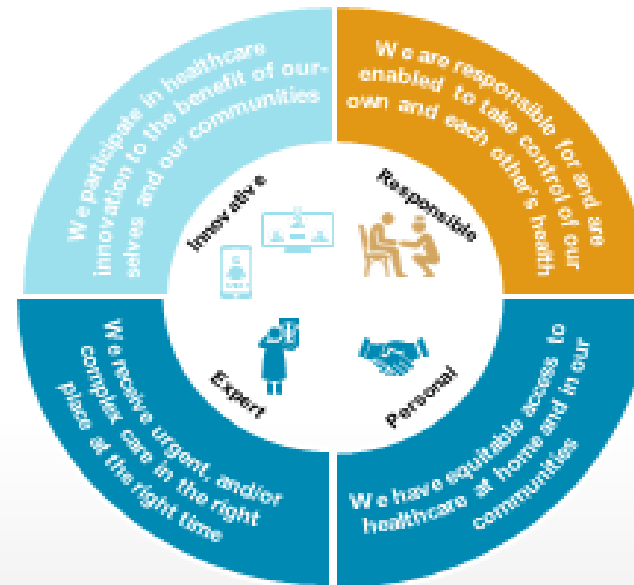 We participate in healthcare
innovation to the benefit of our-
selves and our communities
We are responsible for and are
enabled to take control of our
own and each other's health
Innovative
Responsible
Expert
Personal
We receive urgent, and/or
complex care in the right
place at the right time
We have equitable access to
healthcare at home and in our
communities